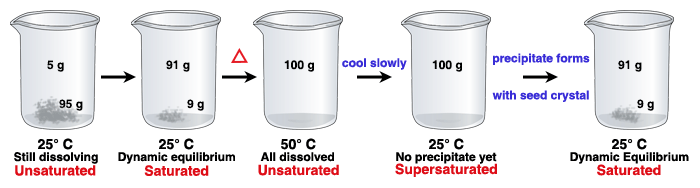 5 g
95 g
25° C
Still dissolving
Unsaturated
91 g
9 g
25° C
Dynamic equilibrium
Saturated
Δ
100 g
50° C
All dissolved
Unsaturated
cool slowly
100 g
25° C
No precipitate yet
Supersaturated
precipitate forms
with seed crystal
91 g
9 g
25° C
Dynamic Equilibrium
Saturated